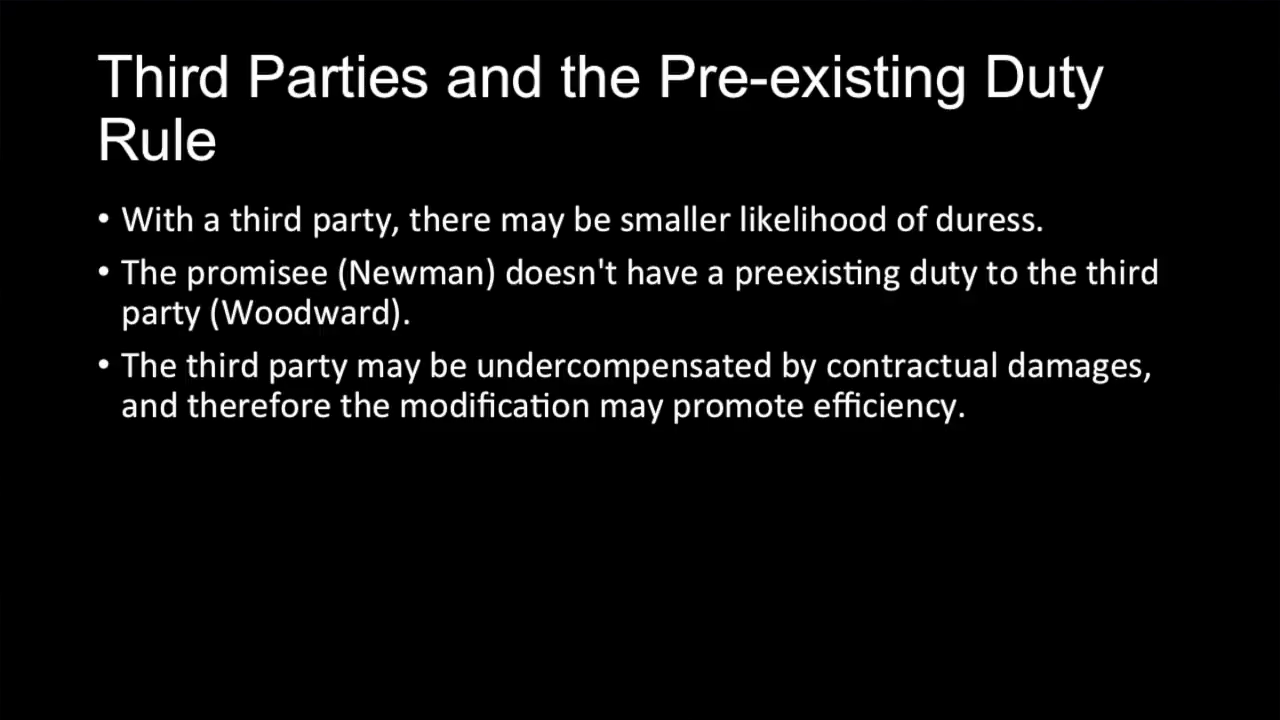 Third Parties and the Pre-existing Duty
Rule
• With a third party, there may be smaller likelihood of duress.
• The promisee (Newman) doesn't have a preexisting duty to the third
party (Woodward).
• The third party may be undercompensated by contractual damages,
and therefore the modification may promote efficiency.